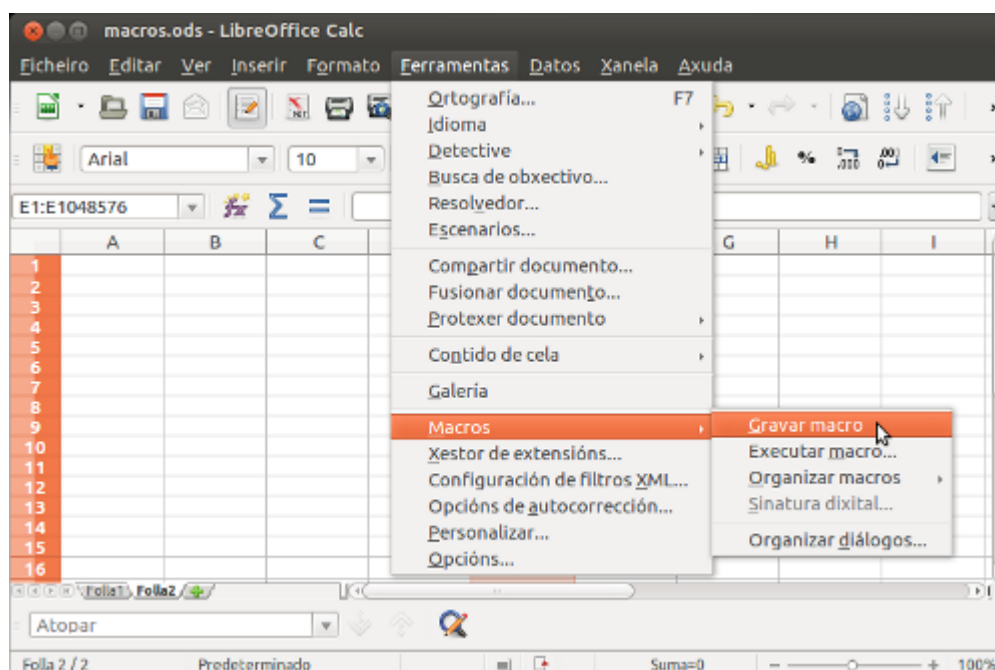 macros.ods - LibreOffice Calc
Ficheiro Editar Ver Inserir Formato Ferramentas Datos Xanela Axuda
Ortografía... F7
Idioma
Detective
Busca de obxectivo...
Resolvedor...
Escenarios...
Compartir documento...
Fusionar documento...
Protexer documento
Contido de cela
Galería
Macros
Xestor de extensións...
Configuración de filtros XML...
Opcións de autocorrección...
Personalizar...
Opcións...
Gravar macro
Executar macro...
Organizar macros
Sinatura dixital...
Organizar diálogos...
Arial 10
E1:E1048576
A B C G H I
1
2
3
4
5
6
7
8
9
10
11
12
13
14
15
16
Folla1 Folla2
Atopar
Folla 2 / 2 Predeterminado Suma=0 100%